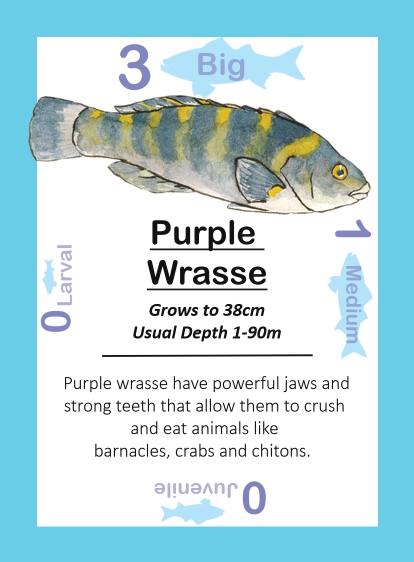 3 Big
Purple
Wrasse
Grows to 38cm
Usual Depth 1-90m
1 Medium
0 Larval
Purple wrasse have powerful jaws and
strong teeth that allow them to crush
and eat animals like
barnacles, crabs and chitons.
0 Juvenile